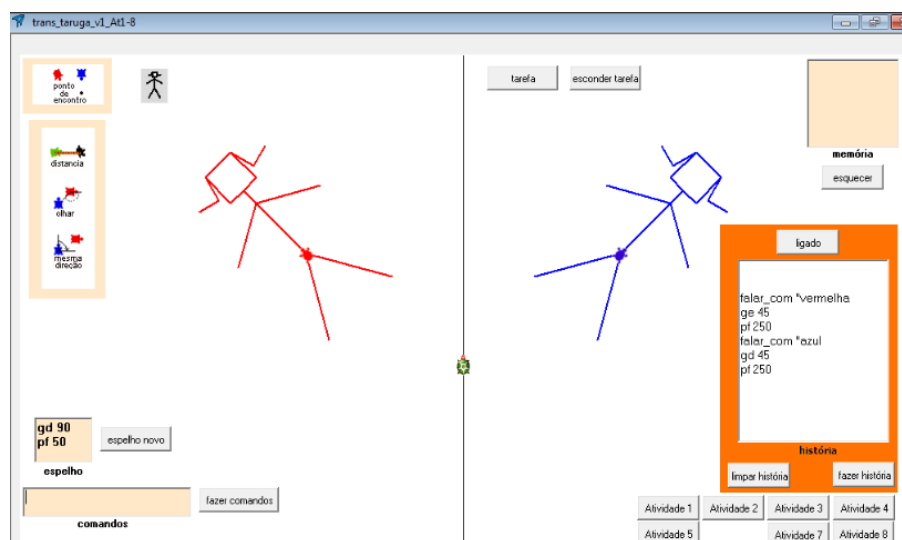 trans_taruga_v1_At1-8
ponto
de
encontro
distancia
olhar
mesma
direção
tarefa
esconder tarefa
memória
esquecer
ligado
falar_com "vermelha
ge 45
pf 250
falar_com "azul
gd 45
pf 250
história
limpar história
fazer história
gd 90
pf 50
espelho novo
espelho
fazer comandos
comandos
Atividade 1
Atividade 2
Atividade 3
Atividade 4
Atividade 5
Atividade 7
Atividade 8